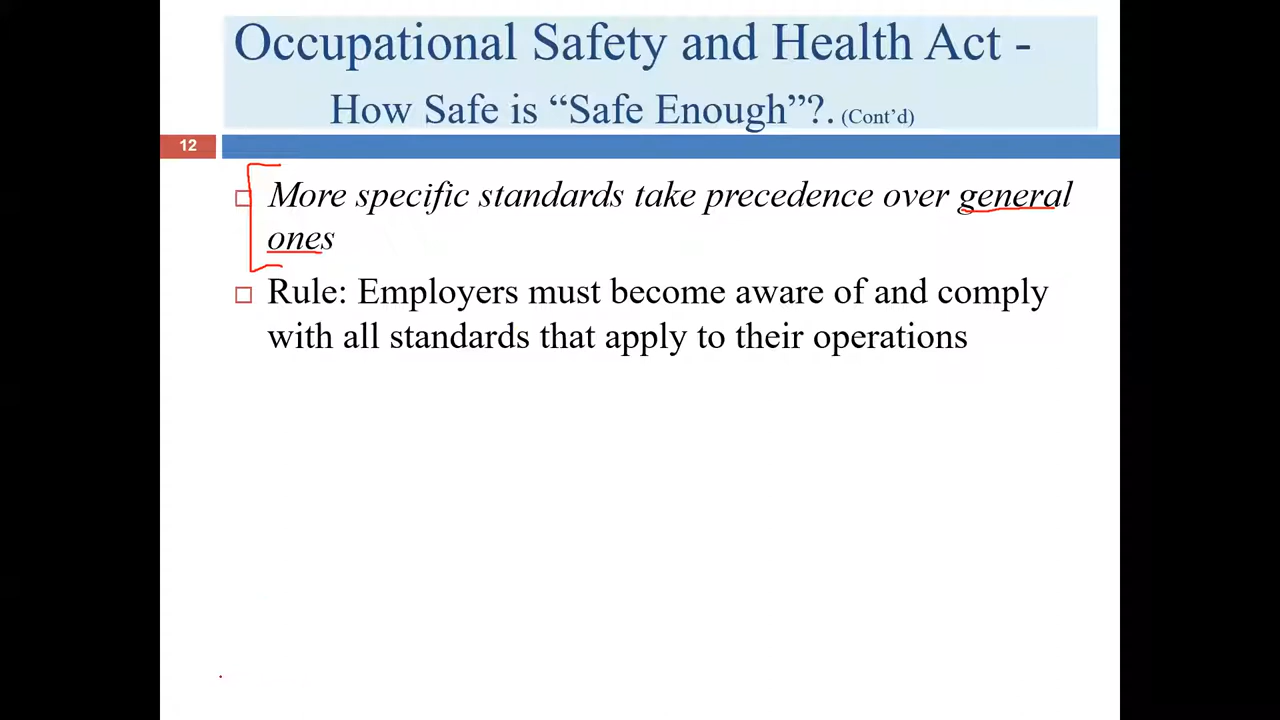 Occupational Safety and Health Act -
How Safe is “Safe Enough”?. (Cont’d)
12
More specific standards take precedence over general
ones
Rule: Employers must become aware of and comply
with all standards that apply to their operations